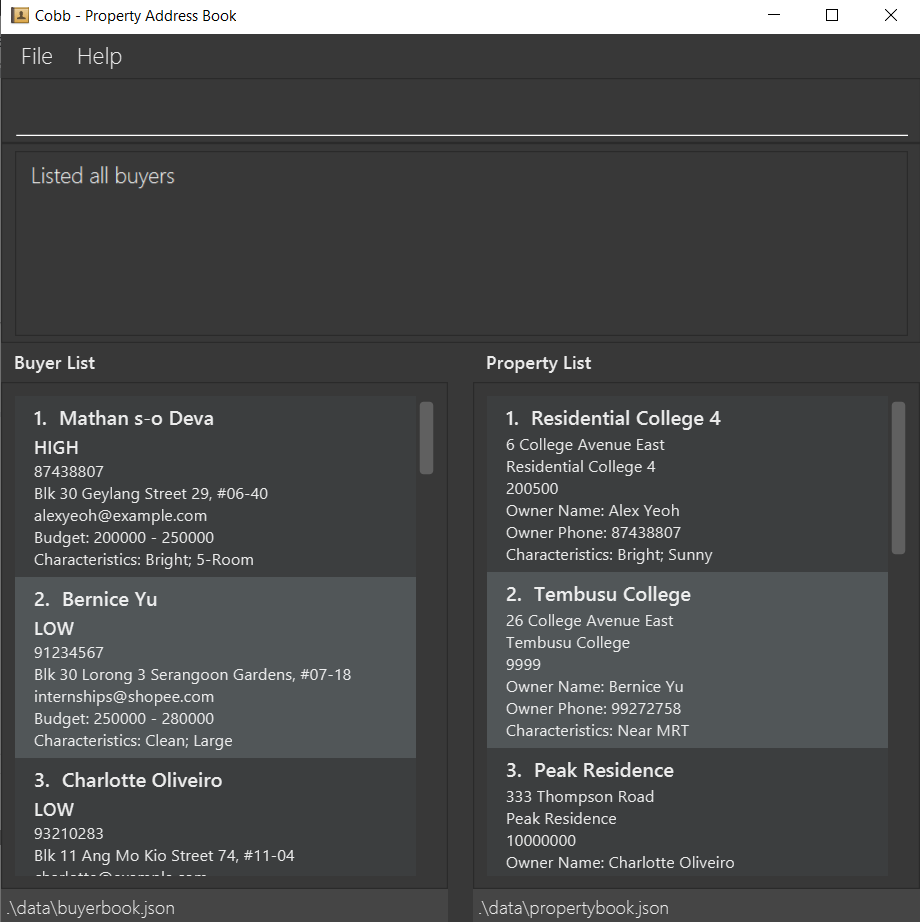 Cobb - Property Address Book
File Help
Listed all buyers
Buyer List
1. Mathan s-o Deva
HIGH
87438807
Blk 30 Geylang Street 29, #06-40
alexyeoh@example.com
Budget: 200000 - 250000
Characteristics: Bright; 5-Room
2. Bernice Yu
LOW
91234567
Blk 30 Lorong 3 Serangoon Gardens, #07-18
internships@shopee.com
Budget: 250000 - 280000
Characteristics: Clean; Large
3. Charlotte Oliveiro
LOW
93210283
Blk 11 Ang Mo Kio Street 74, #11-04
.\data\buyerbook.json
Property List
1. Residential College 4
6 College Avenue East
Residential College 4
200500
Owner Name: Alex Yeoh
Owner Phone: 87438807
Characteristics: Bright; Sunny
2. Tembusu College
26 College Avenue East
Tembusu College
9999
Owner Name: Bernice Yu
Owner Phone: 99272758
Characteristics: Near MRT
3. Peak Residence
333 Thompson Road
Peak Residence
10000000
Owner Name: Charlotte Oliveiro
.\data\propertybook.json